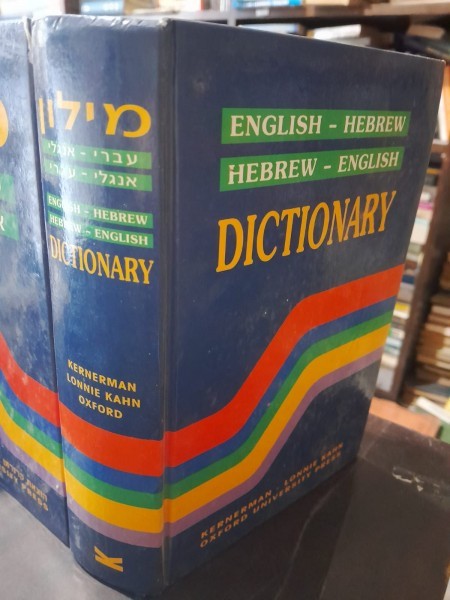 מילון
עברי - אנגלי
אנגלי - עברי
ENGLISH - HEBREW
HEBREW - ENGLISH
DICTIONARY
KERNERMAN
LONNIE KAHN
OXFORD
K
ENGLISH - HEBREW
HEBREW - ENGLISH
DICTIONARY
KERNERMAN - LONNIE KAHN
OXFORD UNIVERSITY PRESS